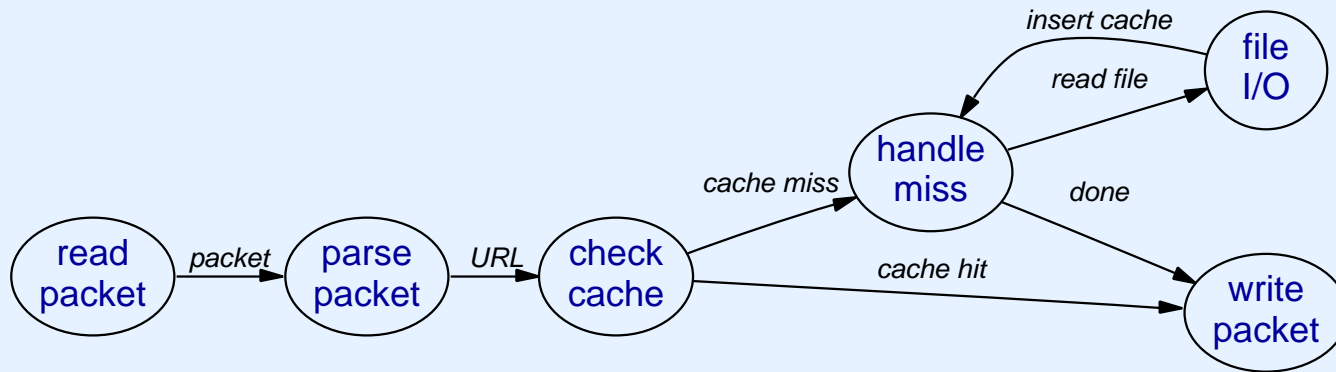 insert cache
file
I/O
read file
handle
miss
cache miss
done
read
packet
packet
parse
packet
URL
check
cache
cache hit
write
packet